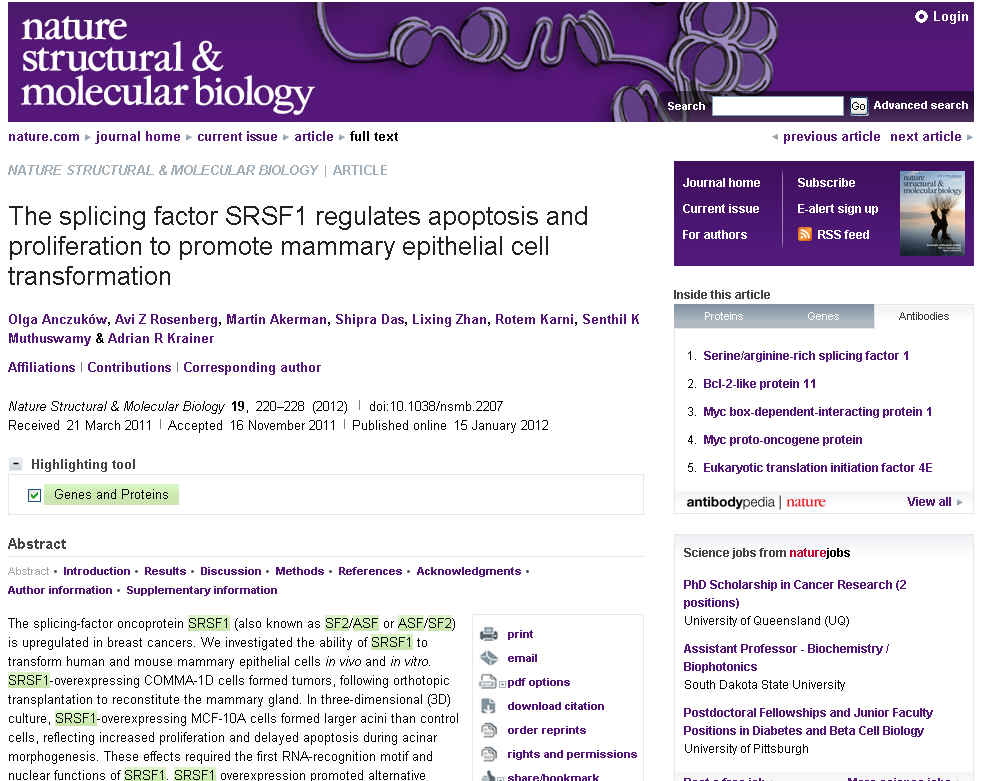 nature
structural &
molecular biology
Login
Search Go Advanced search
nature.com ▸ journal home ▸ current issue ▸ article ▸ full text
◂ previous article next article ▸
NATURE STRUCTURAL & MOLECULAR BIOLOGY | ARTICLE
The splicing factor SRSF1 regulates apoptosis and
proliferation to promote mammary epithelial cell
transformation
Olga Anczuków, Avi Z Rosenberg, Martin Akerman, Shipra Das, Lixing Zhan, Rotem Karni, Senthil K
Muthuswamy & Adrian R Krainer
Affiliations | Contributions | Corresponding author
Nature Structural & Molecular Biology 19, 220–228 (2012) | doi:10.1038/nsmb.2207
Received 21 March 2011 | Accepted 16 November 2011 | Published online 15 January 2012
Highlighting tool
Genes and Proteins
Abstract
Abstract • Introduction • Results • Discussion • Methods • References • Acknowledgments •
Author information • Supplementary information
The splicing-factor oncoprotein SRSF1 (also known as SF2/ASF or ASF/SF2)
is upregulated in breast cancers. We investigated the ability of SRSF1 to
transform human and mouse mammary epithelial cells in vivo and in vitro.
SRSF1-overexpressing COMMA-1D cells formed tumors, following orthotopic
transplantation to reconstitute the mammary gland. In three-dimensional (3D)
culture, SRSF1-overexpressing MCF-10A cells formed larger acini than control
cells, reflecting increased proliferation and delayed apoptosis during acinar
morphogenesis. These effects required the first RNA-recognition motif and
nuclear functions of SRSF1. SRSF1 overexpression promoted alternative
print
email
pdf options
download citation
order reprints
rights and permissions
share/bookmark
Journal home
Current issue
For authors
Subscribe
E-alert sign up
RSS feed
nature
structural &
molecular biology
Inside this article
Proteins Genes Antibodies
1. Serine/arginine-rich splicing factor 1
2. Bcl-2-like protein 11
3. Myc box-dependent-interacting protein 1
4. Myc proto-oncogene protein
5. Eukaryotic translation initiation factor 4E
antibodypedia | nature View all ▸
Science jobs from naturejobs
PhD Scholarship in Cancer Research (2
positions)
University of Queensland (UQ)
Assistant Professor - Biochemistry /
Biophotonics
South Dakota State University
Postdoctoral Fellowships and Junior Faculty
Positions in Diabetes and Beta Cell Biology
University of Pittsburgh
Post a free job More science jobs